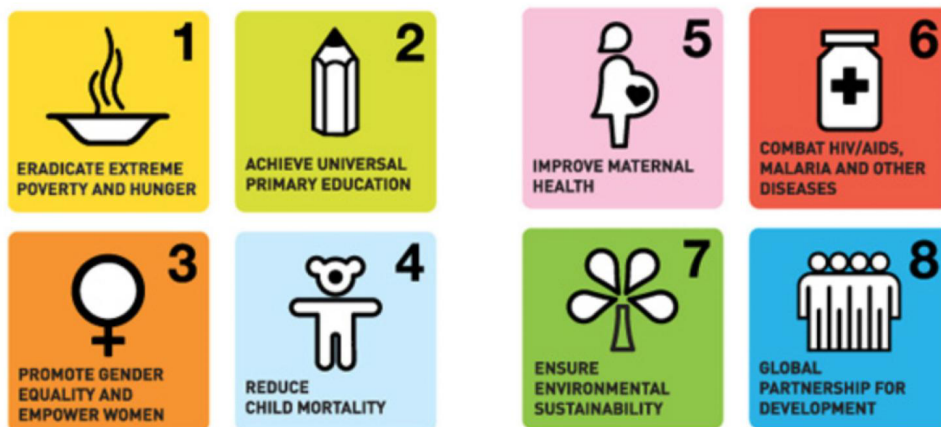 1
ERADICATE EXTREME
POVERTY AND HUNGER
2
ACHIEVE UNIVERSAL
PRIMARY EDUCATION
3
PROMOTE GENDER
EQUALITY AND
EMPOWER WOMEN
4
REDUCE
CHILD MORTALITY
5
IMPROVE MATERNAL
HEALTH
6
COMBAT HIV/AIDS,
MALARIA AND OTHER
DISEASES
7
ENSURE
ENVIRONMENTAL
SUSTAINABILITY
8
GLOBAL
PARTNERSHIP FOR
DEVELOPMENT